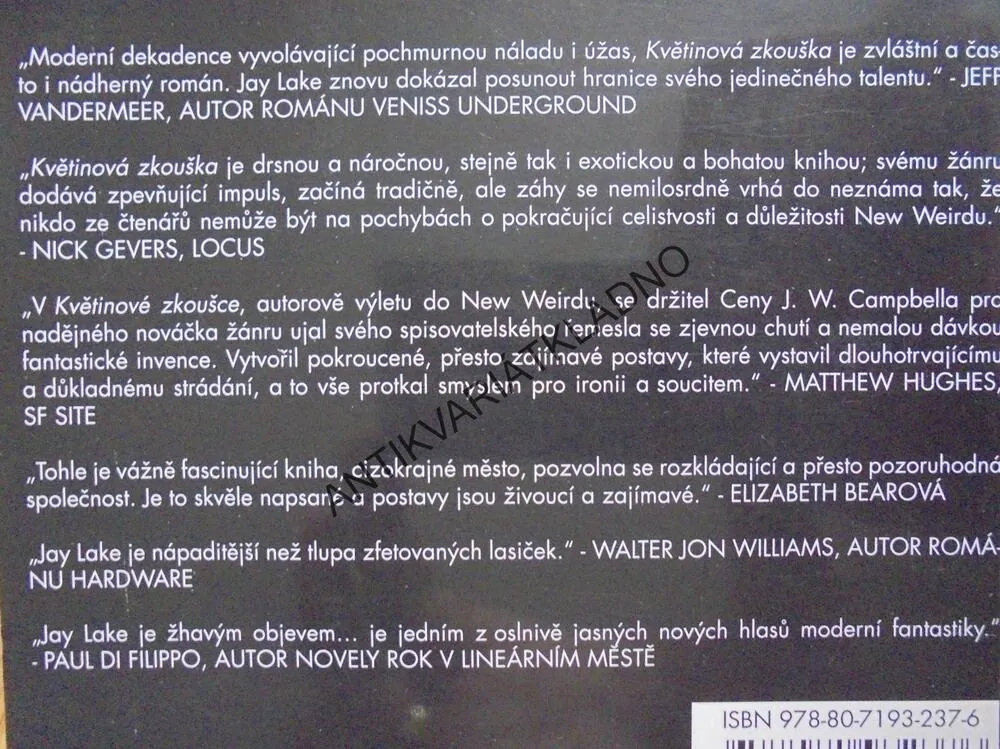 „Moderní dekadence vyvolávající pochmurnou náladu i úžas, Květinová zkouška je zvláštní a čas-
to i nádherný román. Jay Lake znovu dokázal posunout hranice svého jedinečného talentu.“ - JEFF
VANDERMEER, AUTOR ROMÁNU VENISS UNDERGROUND
„Květinová zkouška je drsnou a náročnou, stejně tak i exotickou a bohatou knihou; svému žánru
dodává zpevňující impuls, začíná tradičně, ale záhy se nemilosrdně vrhá do neznáma tak, že
nikdo ze čtenářů nemůže být na pochybách o pokračující celistvosti a důležitosti New Weirdu.“
- NICK GEVERS, LOCUS
„V Květinové zkoušce, autorově výletu do New Weirdu, se držitel Ceny J. W. Campbella pro
nadějného nováčka žánru ujal svého spisovatelského řemesla se zjevnou chutí a nemalou dávkou
fantastické invence. Vytvořil pokroucené, přesto zajímavé postavy, které vystavil dlouhotrvajícímu
a důkladnému strádání, a to vše protkal smyslem pro ironii a soucitem.“ - MATTHEW HUGHES,
SF SITE
„Tohle je vážně fascinující kniha, cizokrajné město, pozvolna se rozkládající a přesto pozoruhodná
společnost. Je to skvěle napsané a postavy jsou živoucí a zajímavé.“ - ELIZABETH BEAROVÁ
„Jay Lake je nápaditější než tlupa zfetovaných lasiček.“ - WALTER JON WILLIAMS, AUTOR ROMÁ-
NU HARDWARE
„Jay Lake je žhavým objevem... je jedním z oslnivě jasných nových hlasů moderní fantastiky.“
- PAUL DI FILIPPO, AUTOR NOVELY ROK V LINEÁRNÍM MĚSTĚ
ISBN 978-80-7193-237-6
ANTIKVARIÁTKLADNO